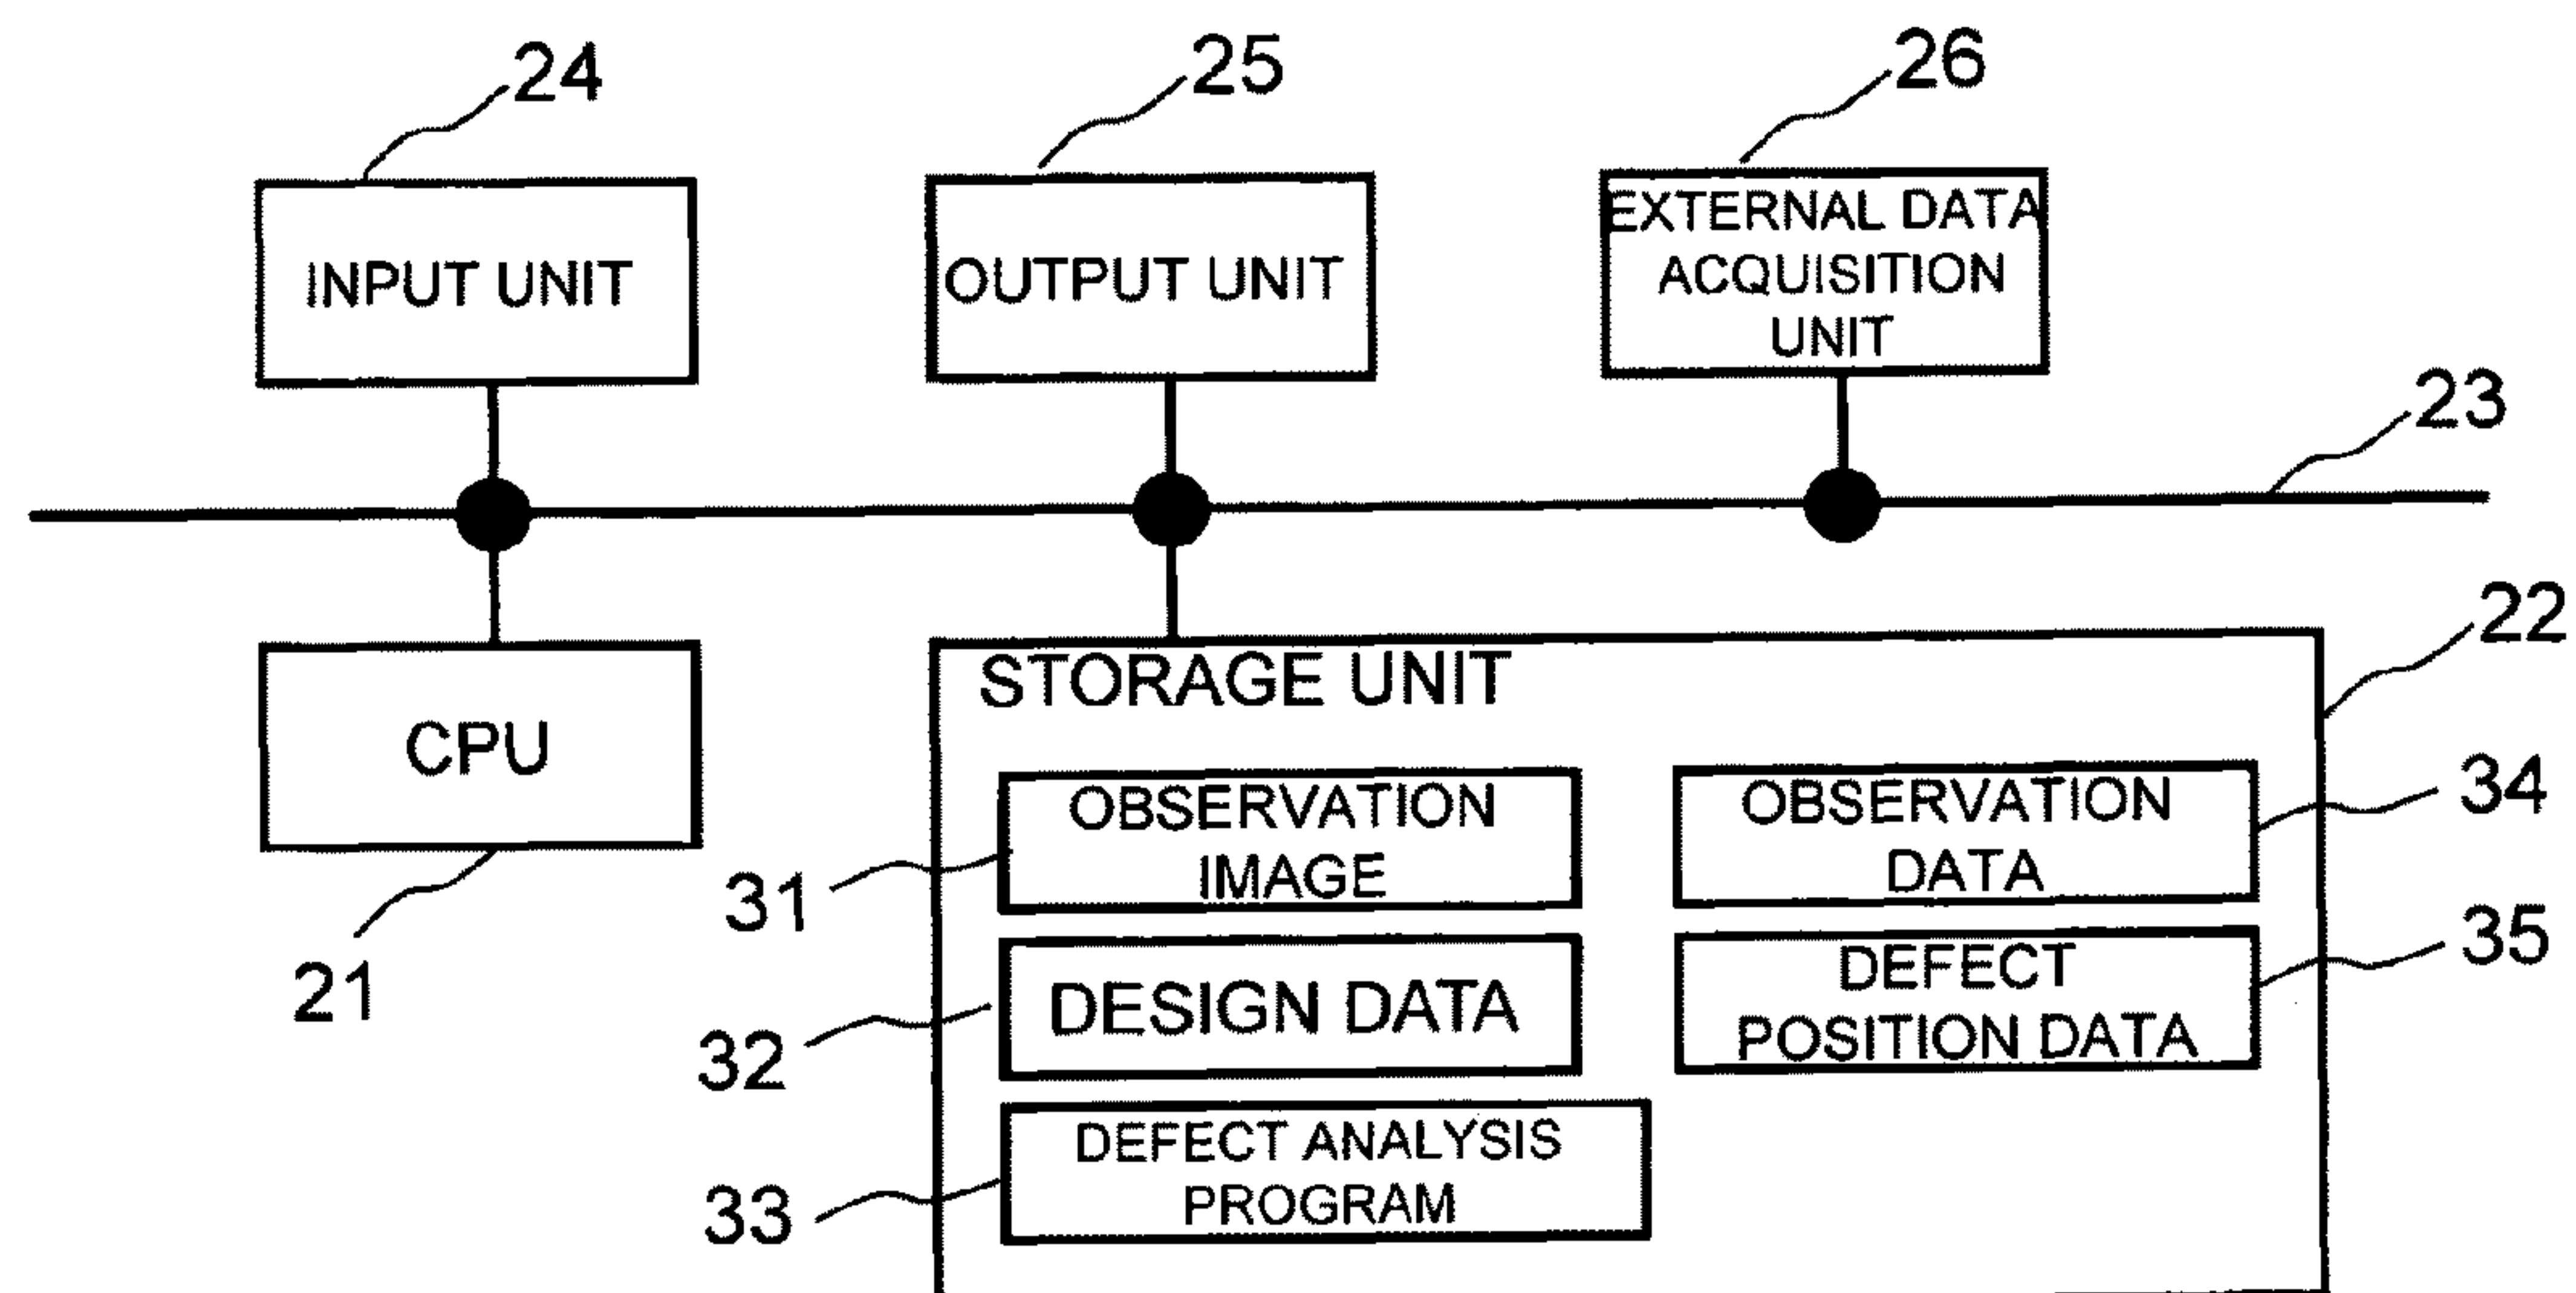 24
25
26
INPUT UNIT
OUTPUT UNIT
EXTERNAL DATA
ACQUISITION
UNIT
23
CPU
21
22
STORAGE UNIT
OBSERVATION
IMAGE
31
OBSERVATION
DATA
34
DESIGN DATA
32
DEFECT
POSITION DATA
35
DEFECT ANALYSIS
PROGRAM
33